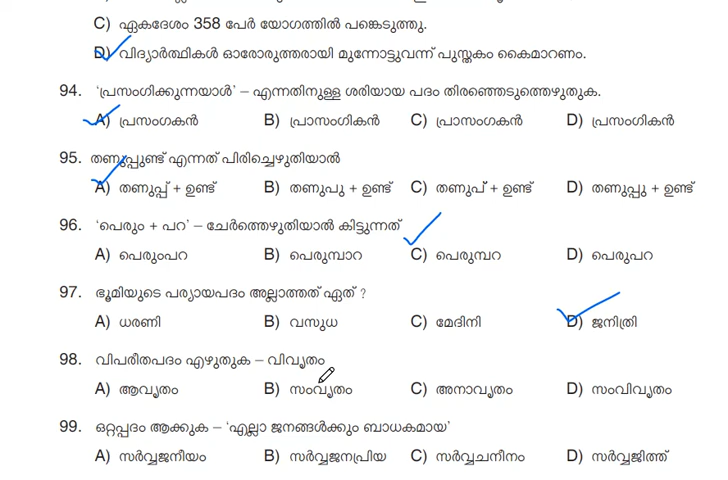 C) ഏകദേശം 358 പേർ യോഗത്തിൽ പങ്കെടുത്തു.
D) വിദ്യാർത്ഥികൾ ഓരോരുത്തരായി മുന്നോട്ടുവന്ന് പുസ്തകം കൈമാറണം.
94. 'പ്രസംഗിക്കുന്നയാൾ' – എന്നതിനുള്ള ശരിയായ പദം തിരഞ്ഞെടുത്തെഴുതുക.
A) പ്രസംഗകൻ B) പ്രാസംഗികൻ C) പ്രാസംഗകൻ D) പ്രസംഗികൻ
95. തണുപ്പുണ്ട് എന്നത് പിരിച്ചെഴുതിയാൽ
A) തണുപ്പ് + ഉണ്ട് B) തണുപു + ഉണ്ട് C) തണുപ് + ഉണ്ട് D) തണുപ്പു + ഉണ്ട്
96. 'പെരും + പറ' – ചേർത്തെഴുതിയാൽ കിട്ടുന്നത്
A) പെരുംപറ B) പെരുമ്പാറ C) പെരുമ്പറ D) പെരുപറ
97. ഭൂമിയുടെ പര്യായപദം അല്ലാത്തത് ഏത് ?
A) ധരണി B) വസുധ C) മേദിനി D) ജനിത്രി
98. വിപരീതപദം എഴുതുക – വിവൃതം
A) ആവൃതം B) സംവൃതം C) അനാവൃതം D) സംവിവൃതം
99. ഒറ്റപ്പദം ആക്കുക – 'എല്ലാ ജനങ്ങൾക്കും ബാധകമായ'
A) സർവ്വജനീയം B) സർവ്വജനപ്രിയ C) സർവ്വചനീനം D) സർവ്വജിത്ത്